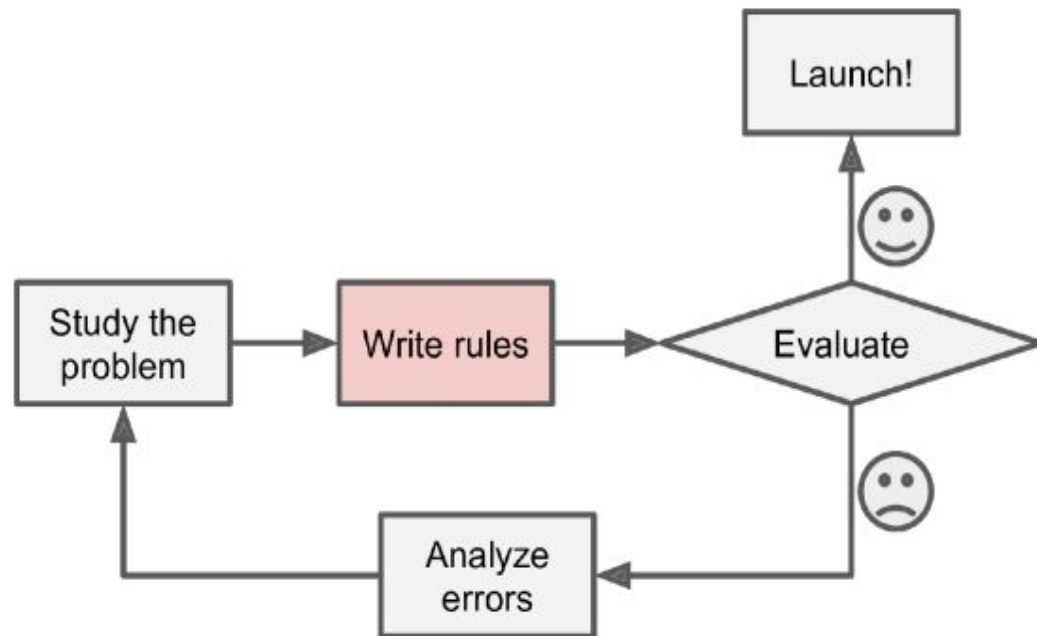 Launch!
Study the
problem
Write rules
Evaluate
Analyze
errors